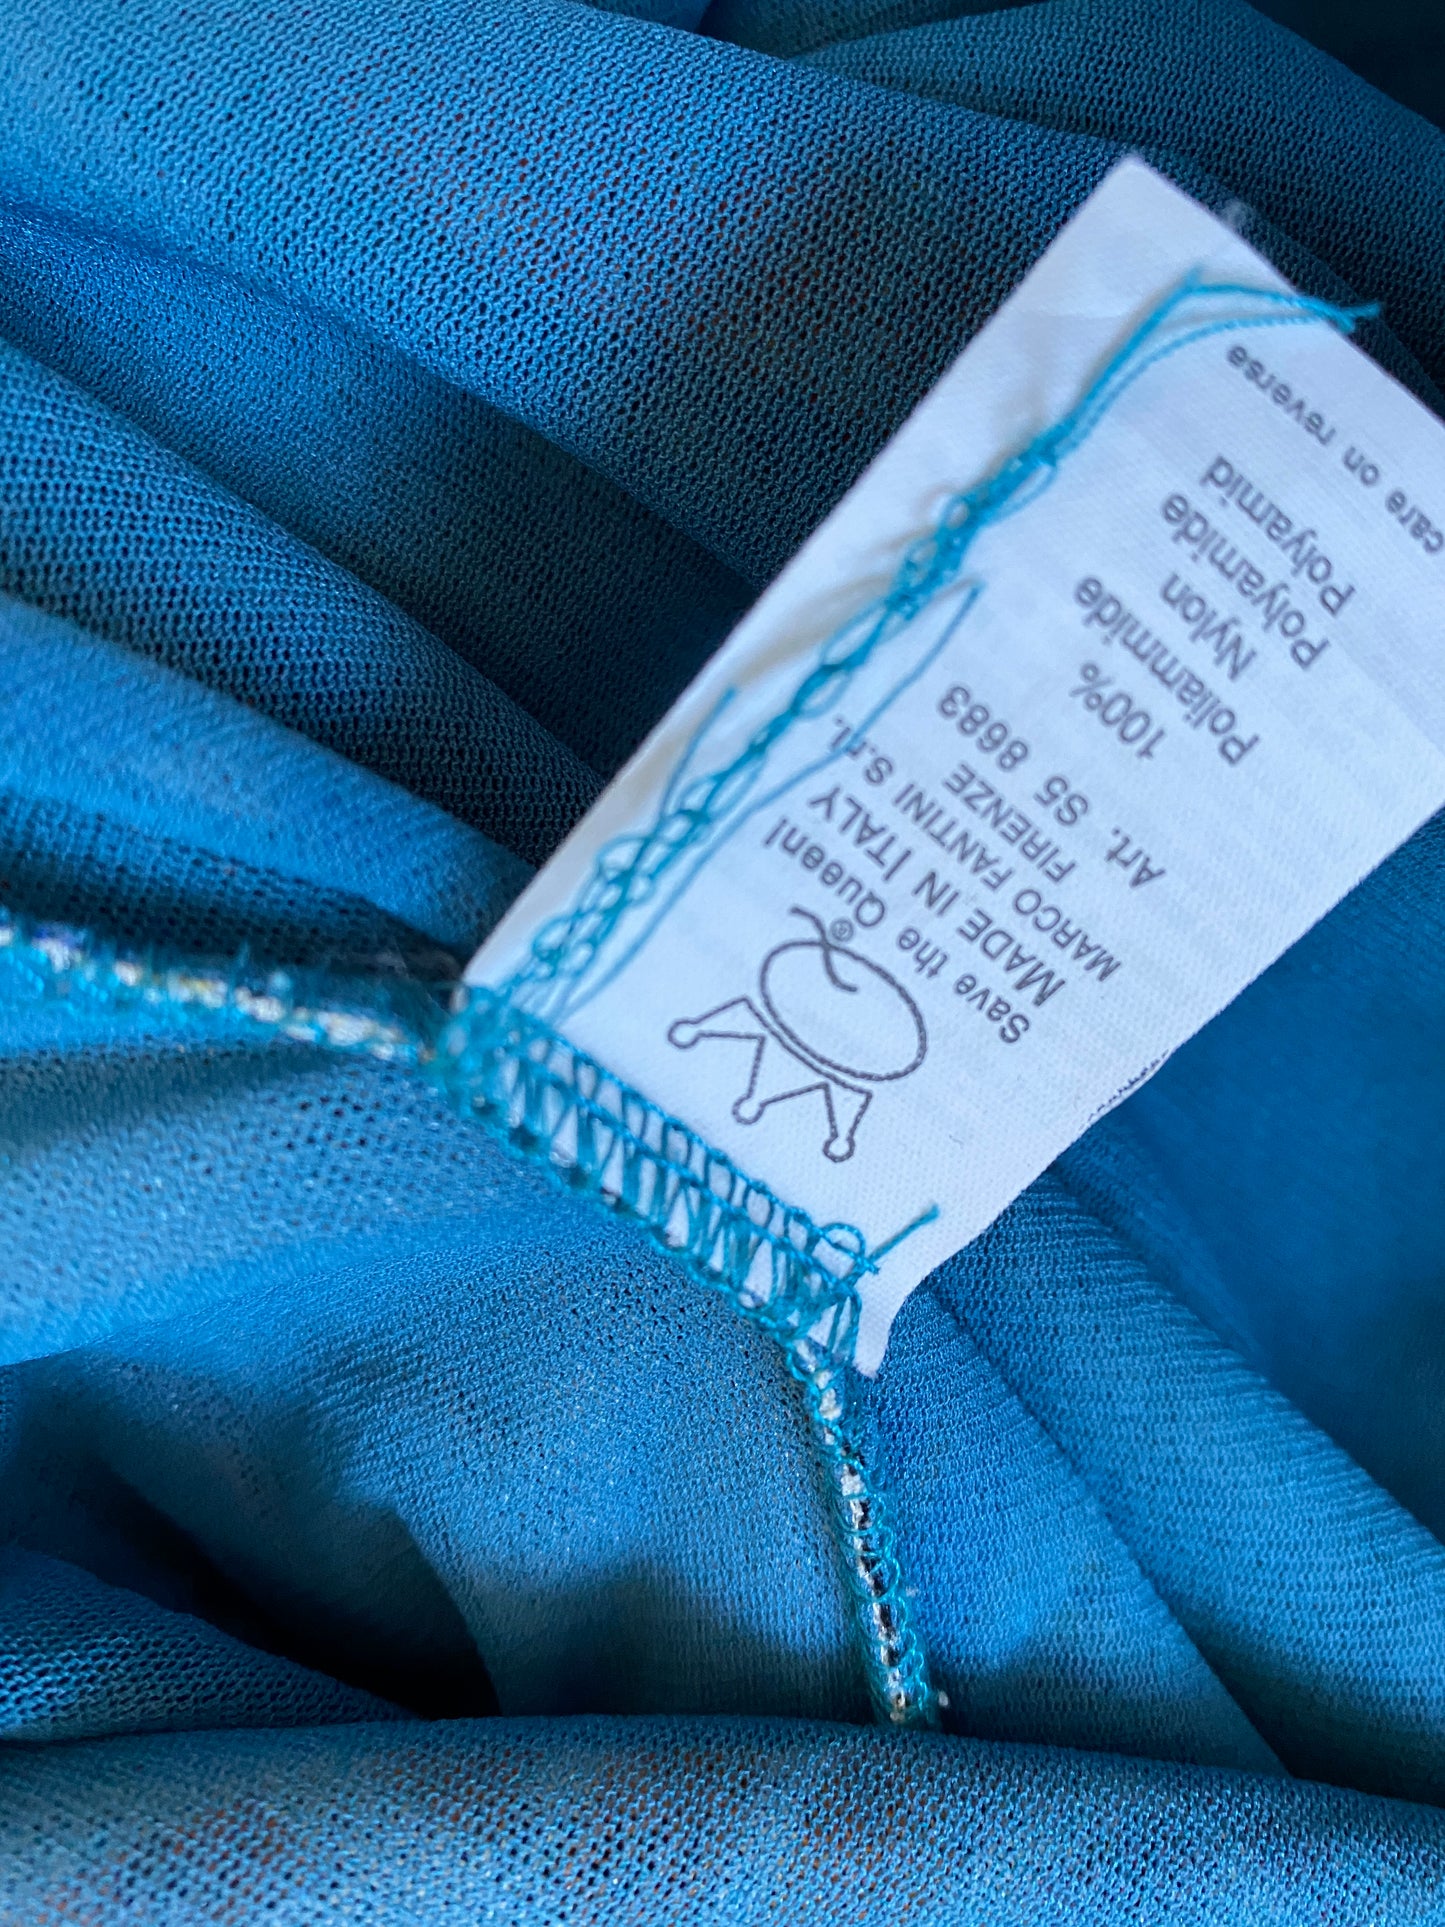 ®
Save the Queen!
MADE IN ITALY
MARCO FANTINI S.r.l.
FIRENZE
Art. S5 8683
100%
Poliammide
Nylon
Polyamide
Polyamid
care on reverse